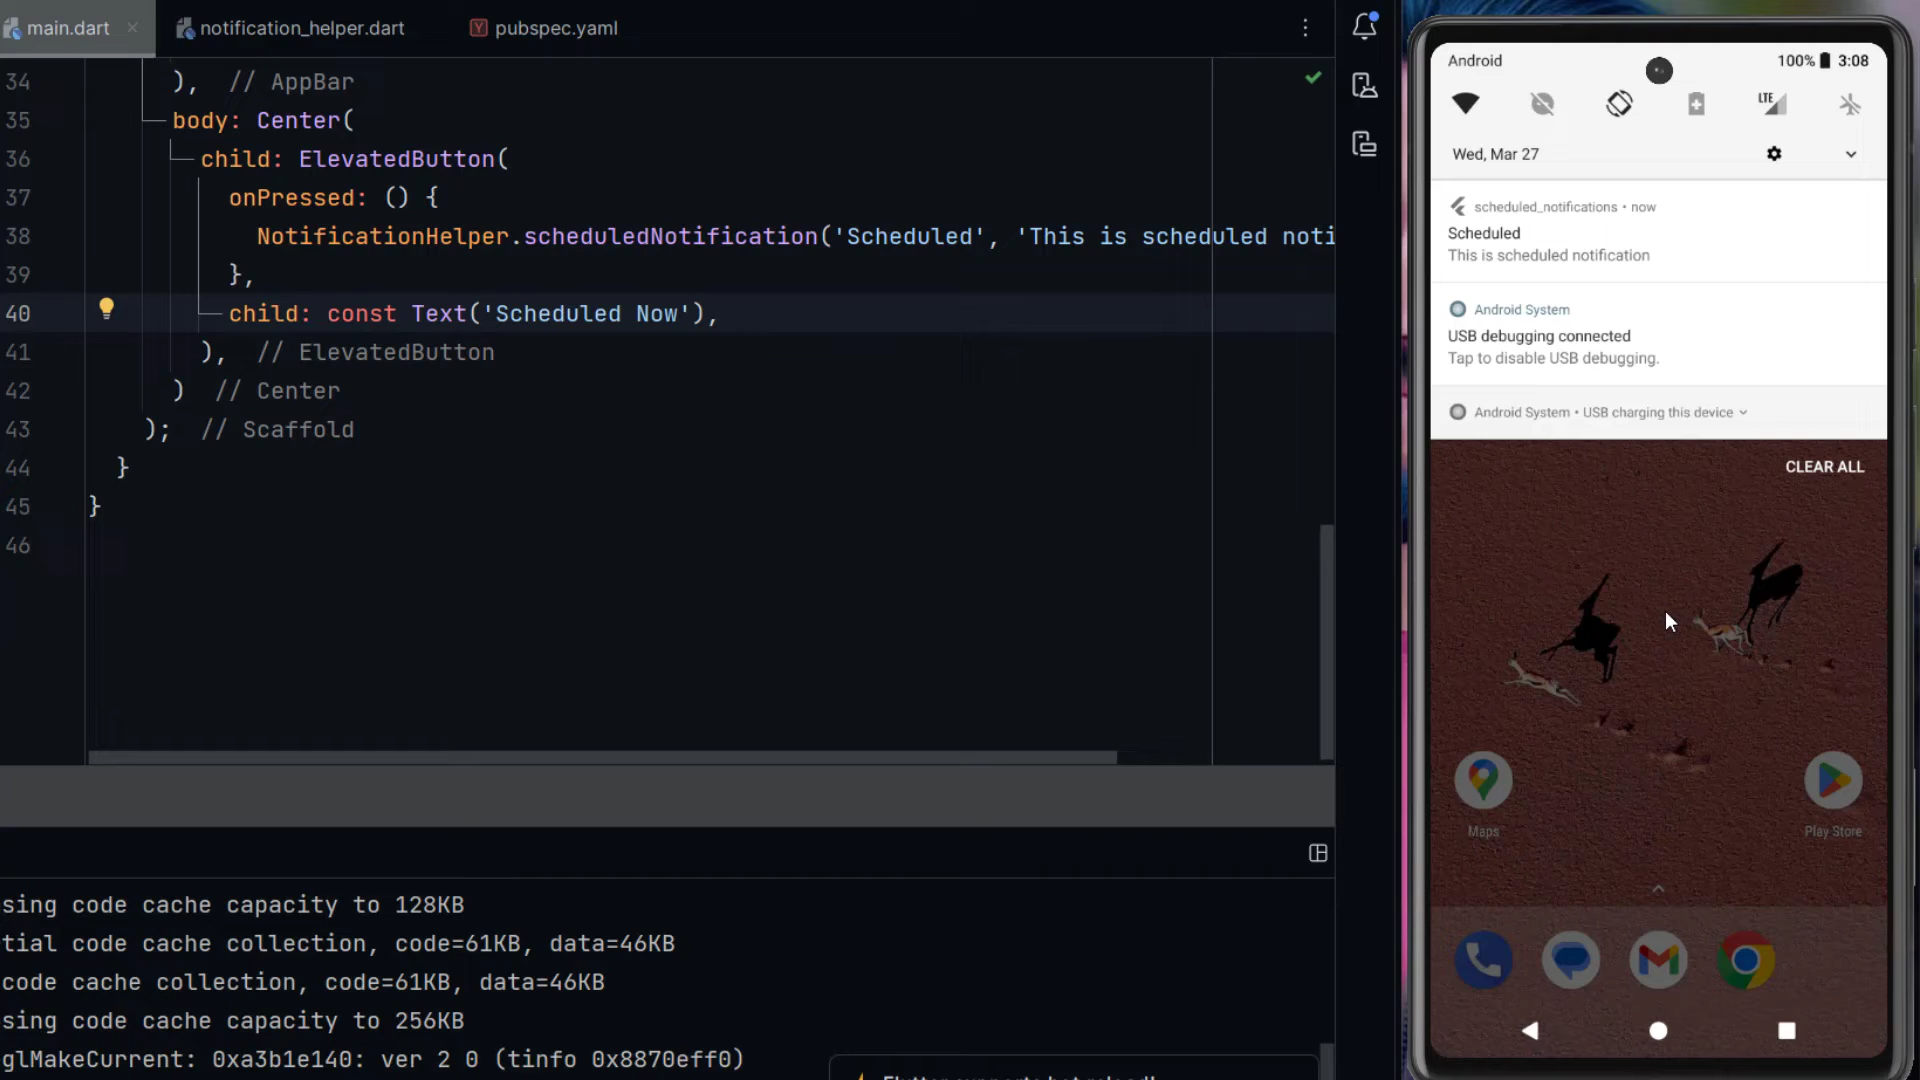 main.dart
notification_helper.dart
pubspec.yaml
34 ), // AppBar
35 body: Center(
36 child: ElevatedButton(
37 onPressed: () {
38 NotificationHelper.scheduledNotification('Scheduled', 'This is scheduled noti
39 },
40 child: const Text('Scheduled Now'),
41 ), // ElevatedButton
42 ) // Center
43 ); // Scaffold
44 }
45 }
46
sing code cache capacity to 128KB
tial code cache collection, code=61KB, data=46KB
code cache collection, code=61KB, data=46KB
sing code cache capacity to 256KB
glMakeCurrent: 0xa3b1e140: ver 2 0 (tinfo 0x8870eff0)
Flutter supports hot reload!
Android 100% 3:08
LTE
Wed, Mar 27
scheduled_notifications • now
Scheduled
This is scheduled notification
Android System
USB debugging connected
Tap to disable USB debugging.
Android System • USB charging this device
CLEAR ALL
Maps
Play Store